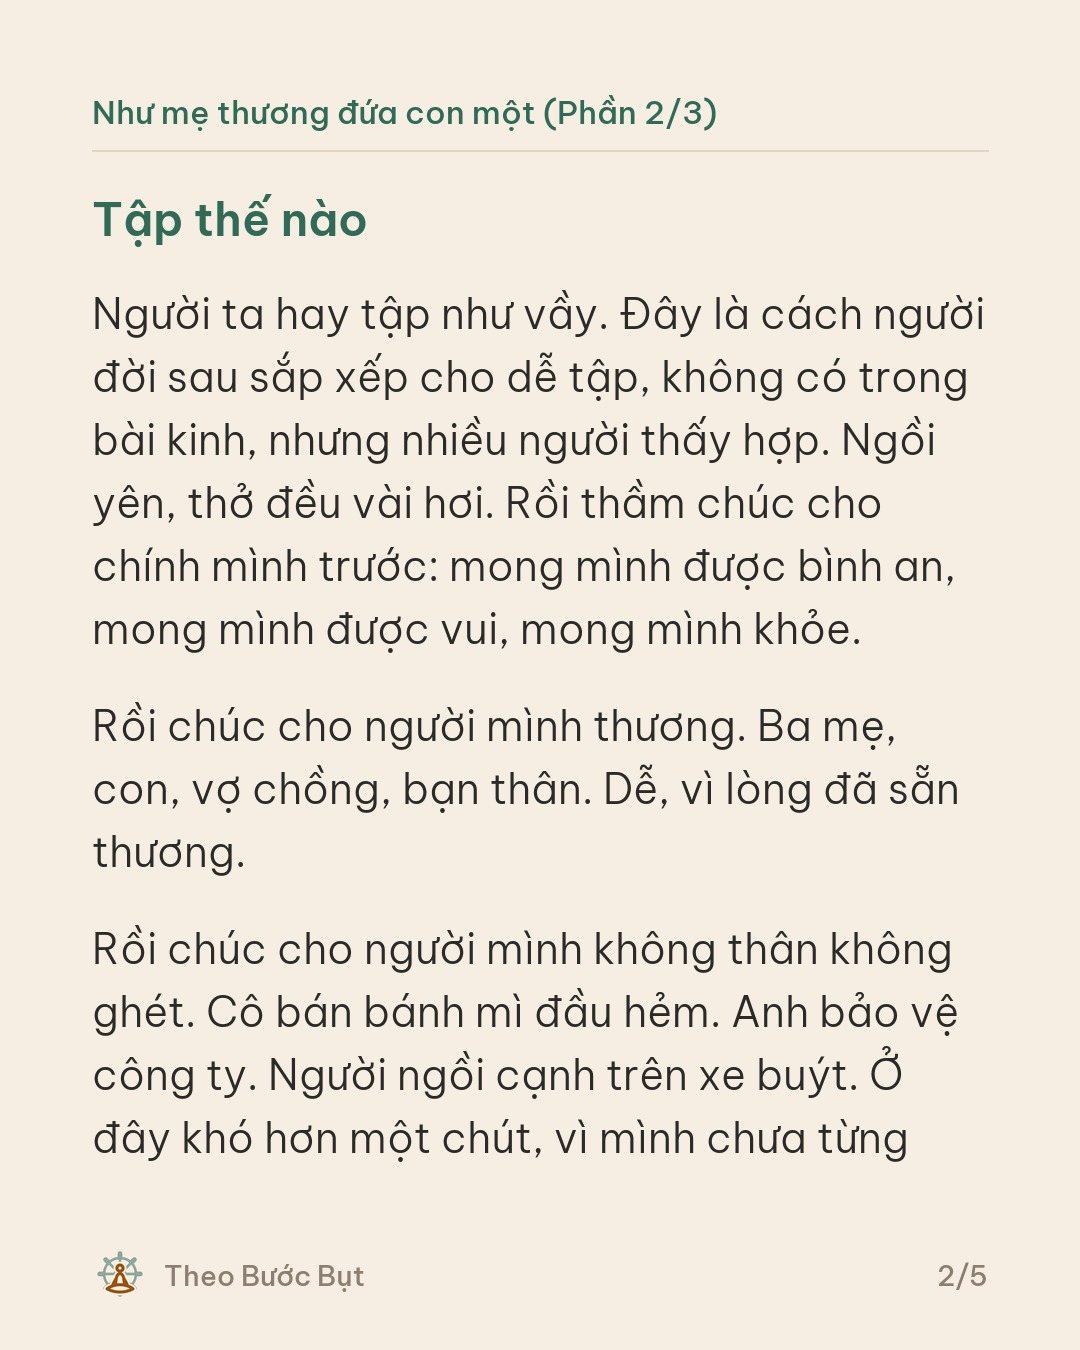 Như mẹ thương đứa con một (Phần 2/3)
Tập thế nào
Người ta hay tập như vầy. Đây là cách người
đời sau sắp xếp cho dễ tập, không có trong
bài kinh, nhưng nhiều người thấy hợp. Ngồi
yên, thở đều vài hơi. Rồi thầm chúc cho
chính mình trước: mong mình được bình an,
mong mình được vui, mong mình khỏe.
Rồi chúc cho người mình thương. Ba mẹ,
con, vợ chồng, bạn thân. Dễ, vì lòng đã sẵn
thương.
Rồi chúc cho người mình không thân không
ghét. Cô bán bánh mì đầu hẻm. Anh bảo vệ
công ty. Người ngồi cạnh trên xe buýt. Ở
đây khó hơn một chút, vì mình chưa từng
Theo Bước Bụt
2/5